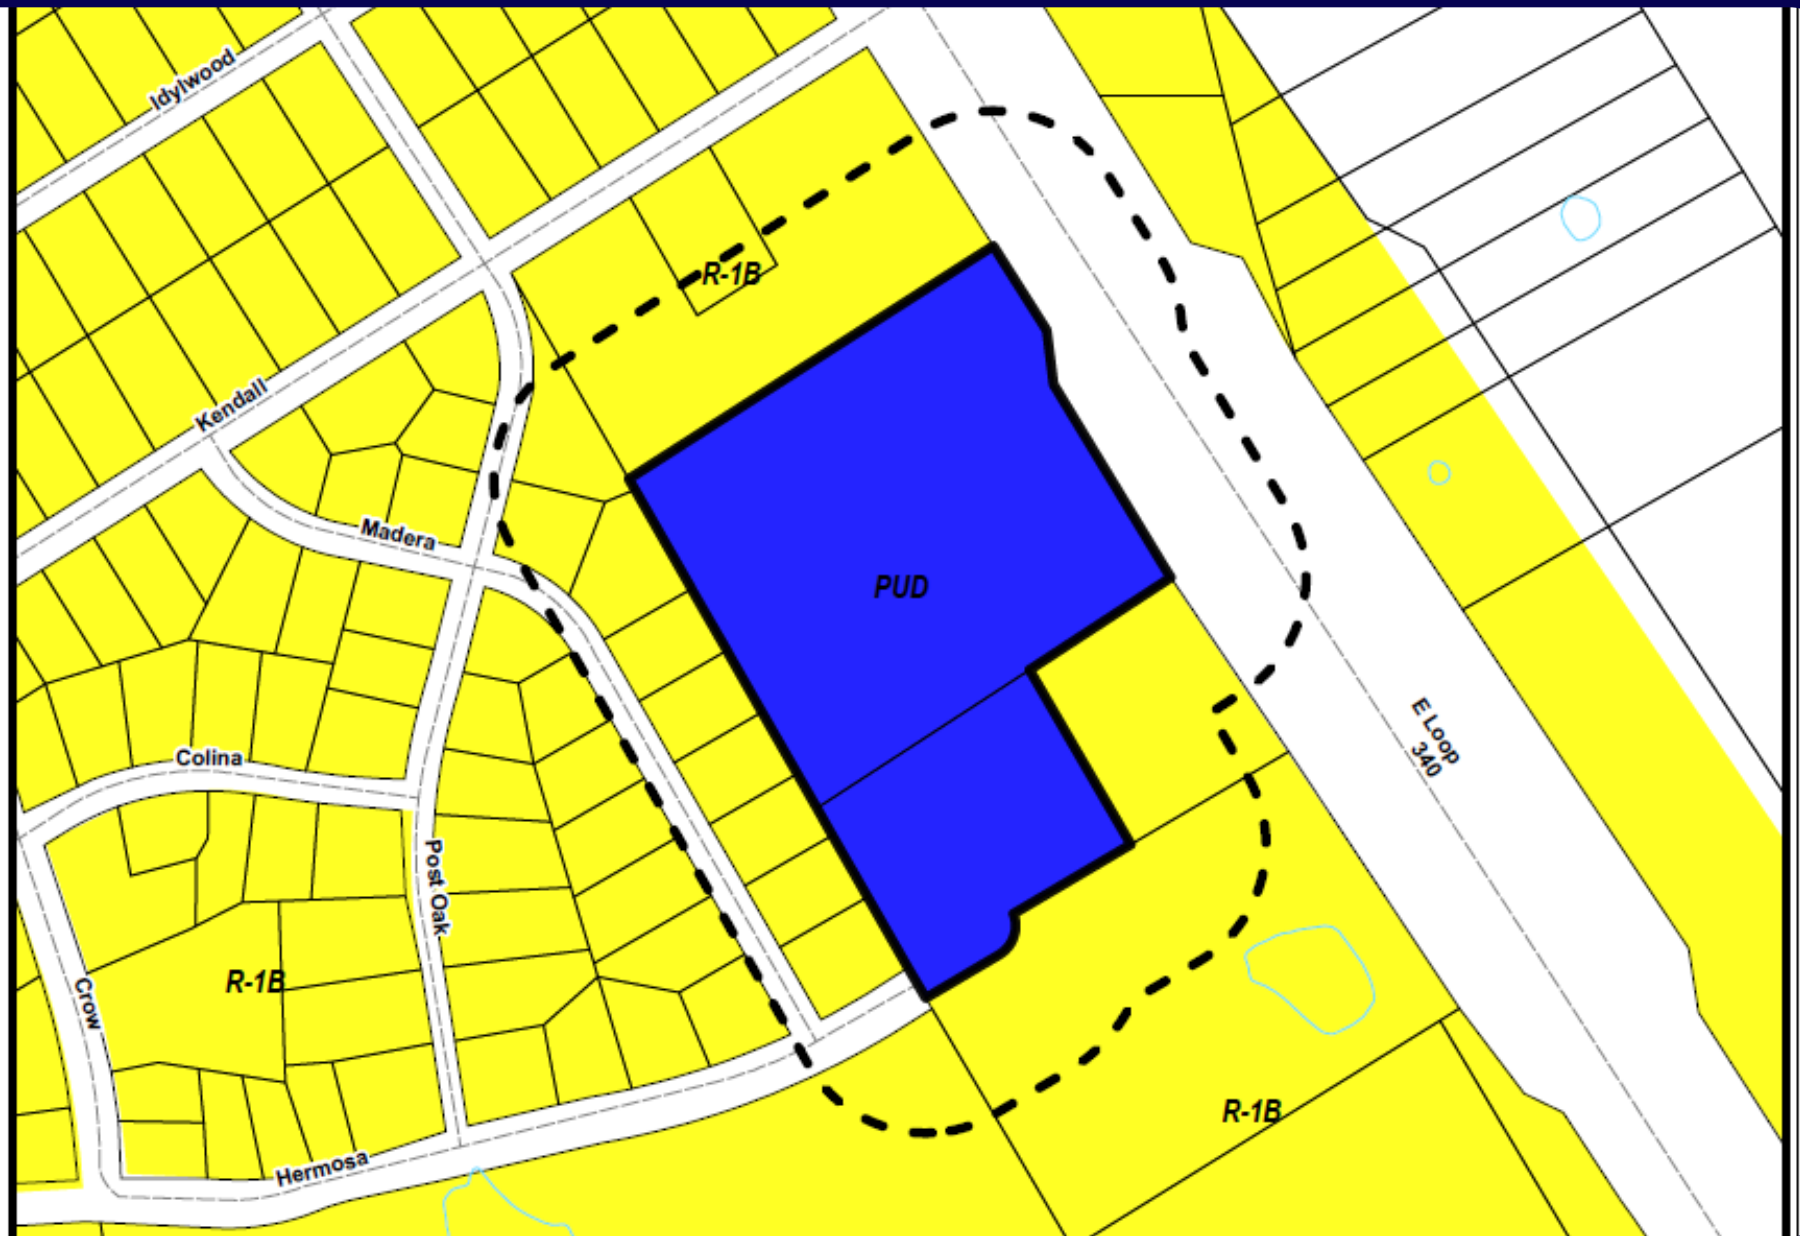 Idylwood
R-1B
Kendall
Madera
PUD
E Loop
340
Colina
Post Oak
R-1B
Crow
R-1B
Hermosa